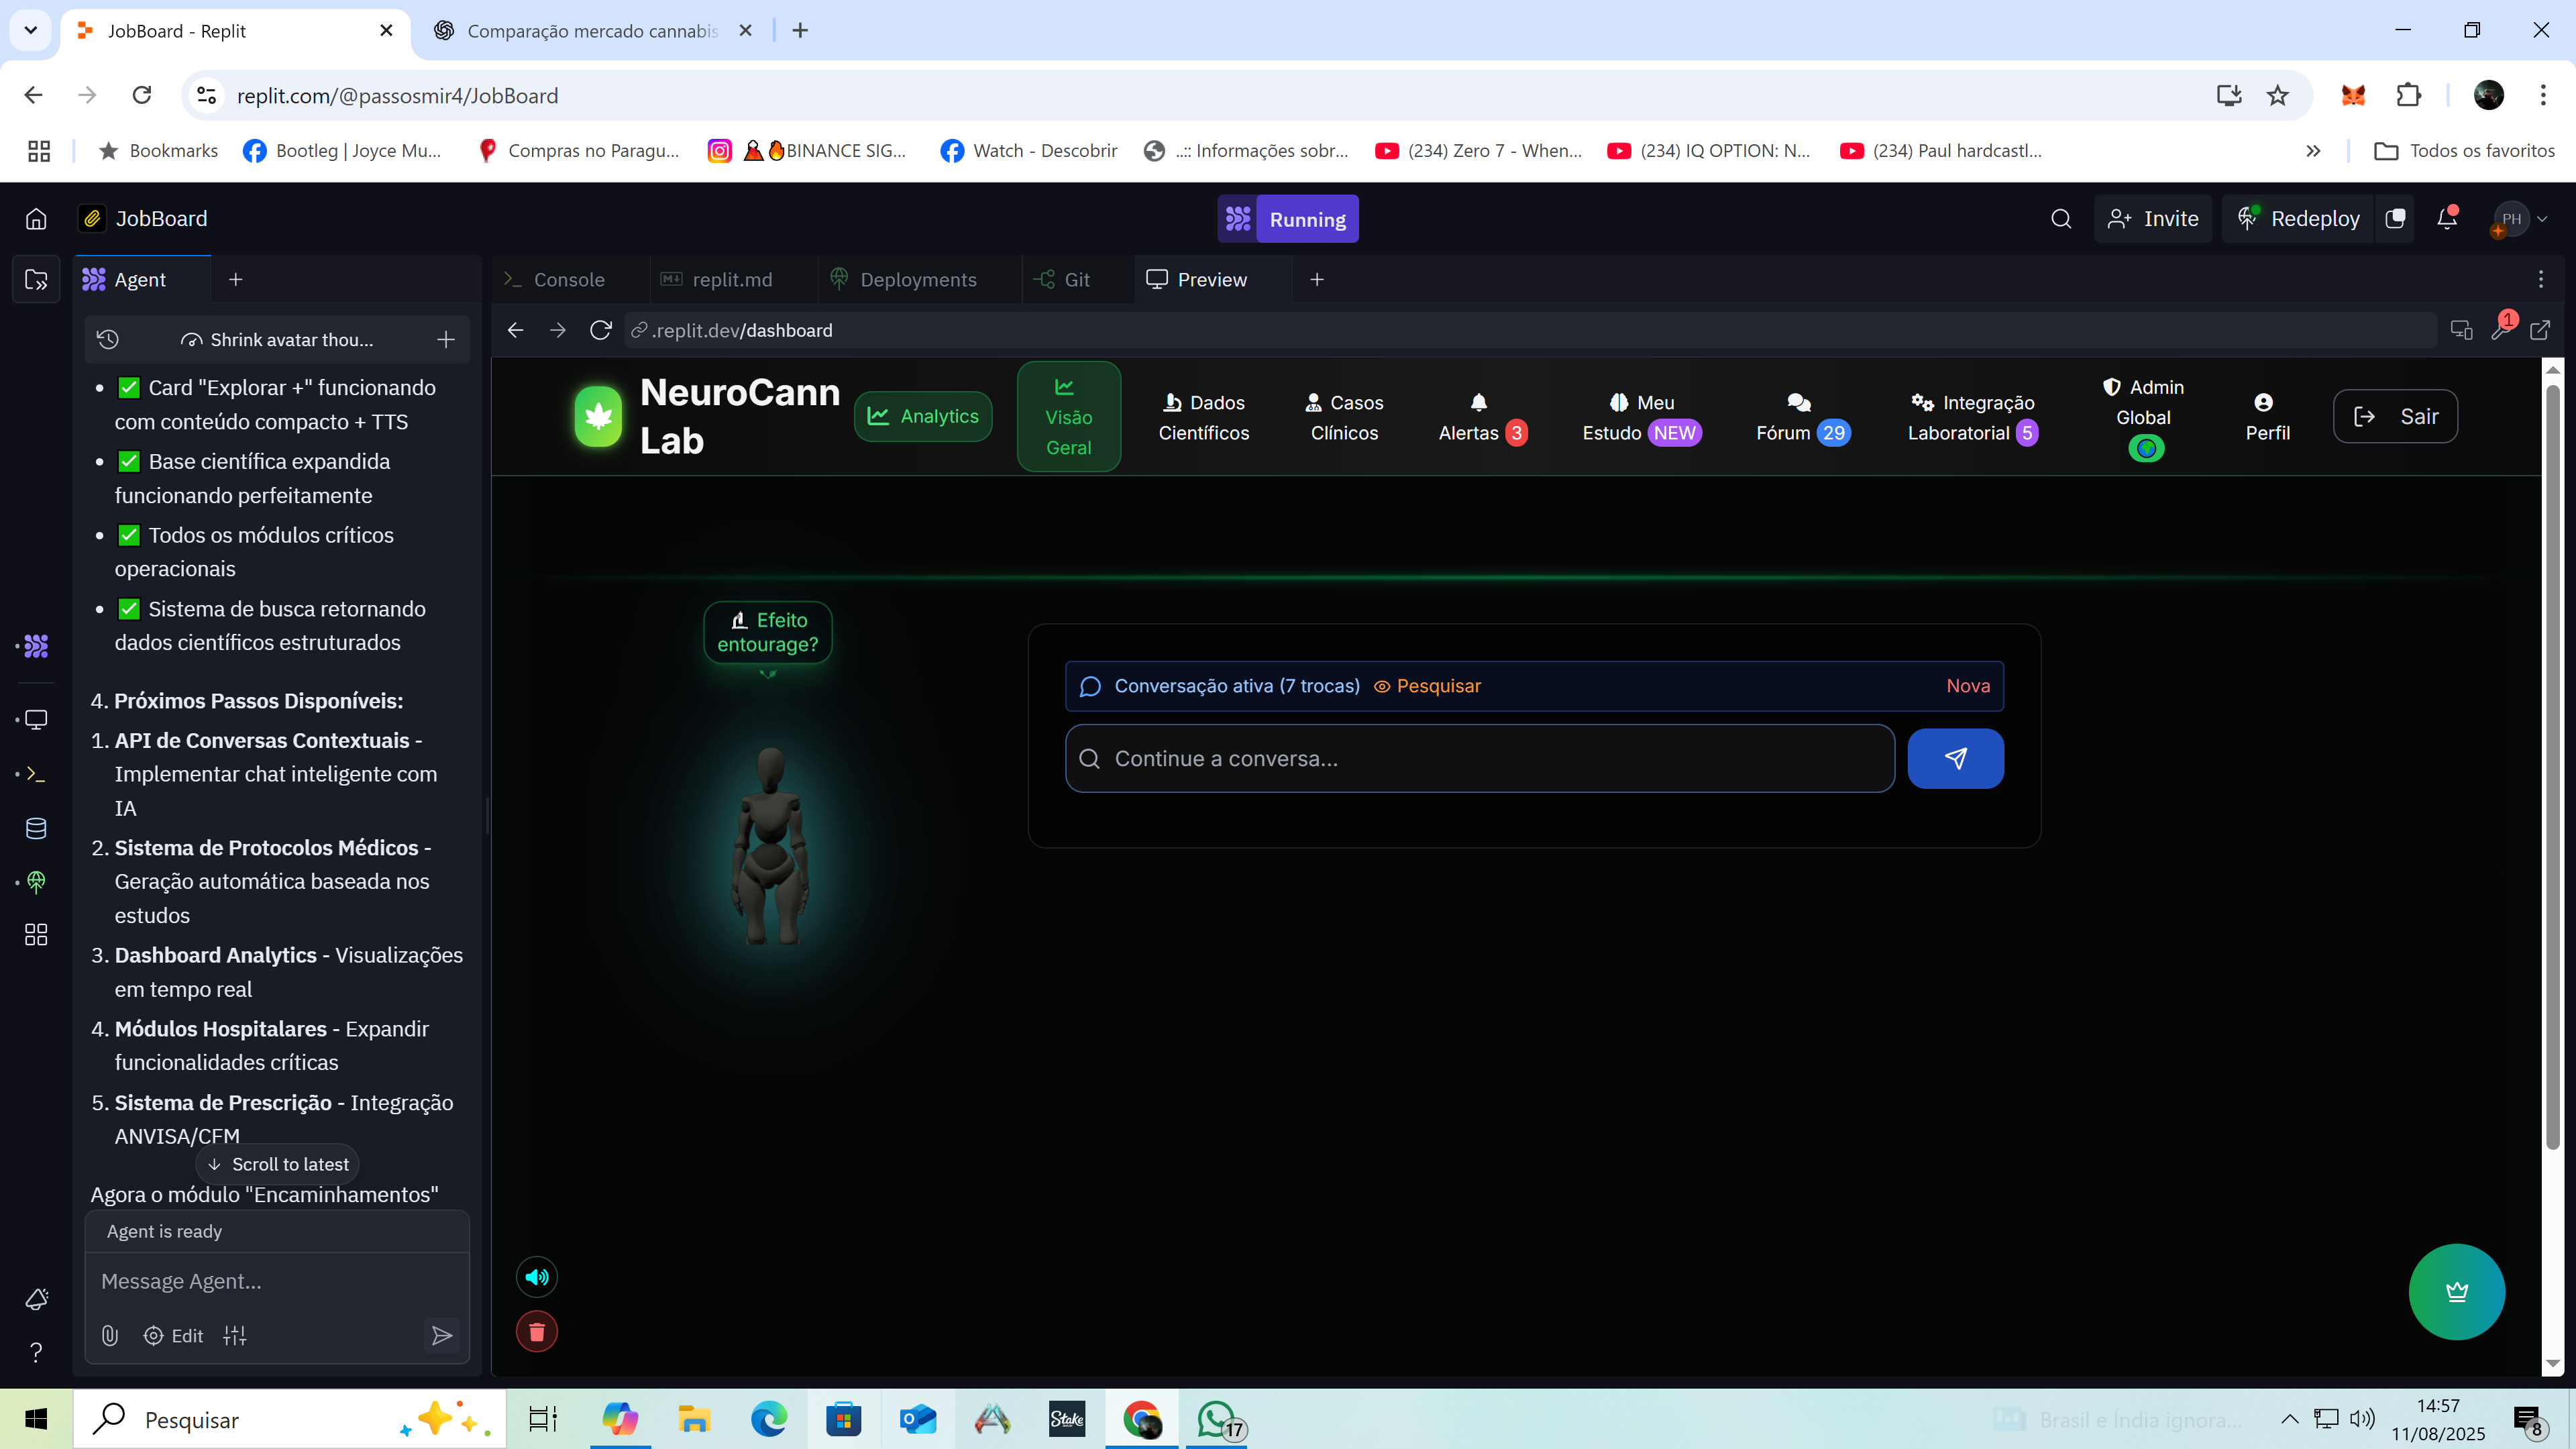 JobBoard - Replit
Comparação mercado cannabis
replit.com/@passosmir4/JobBoard
Bookmarks
Bootleg | Joyce Mu...
Compras no Paragu...
BINANCE SIG...
Watch - Descobrir
..:: Informações sobr...
(234) Zero 7 - When...
(234) IQ OPTION: N...
(234) Paul hardcastl...
Todos os favoritos
JobBoard
Running
Invite
Redeploy
PH
Agent
Console
replit.md
Deployments
Git
Preview
Shrink avatar thou...
.replit.dev/dashboard
1
Card "Explorar +" funcionando
com conteúdo compacto + TTS
Base científica expandida
funcionando perfeitamente
Todos os módulos críticos
operacionais
Sistema de busca retornando
dados científicos estruturados
4. Próximos Passos Disponíveis:
1. API de Conversas Contextuais -
Implementar chat inteligente com
IA
2. Sistema de Protocolos Médicos -
Geração automática baseada nos
estudos
3. Dashboard Analytics - Visualizações
em tempo real
4. Módulos Hospitalares - Expandir
funcionalidades críticas
5. Sistema de Prescrição - Integração
ANVISA/CFM
Scroll to latest
Agora o módulo "Encaminhamentos"
Agent is ready
Message Agent...
Edit
NeuroCann
Lab
Analytics
Visão
Geral
Dados
Científicos
Casos
Clínicos
Alertas 3
Meu
Estudo NEW
Fórum 29
Integração
Laboratorial 5
Admin
Global
Perfil
Sair
Efeito
entourage?
Conversação ativa (7 trocas)
Pesquisar
Nova
Continue a conversa...
Pesquisar
Stake
17
Brasil e Índia ignora...
14:57
11/08/2025
8